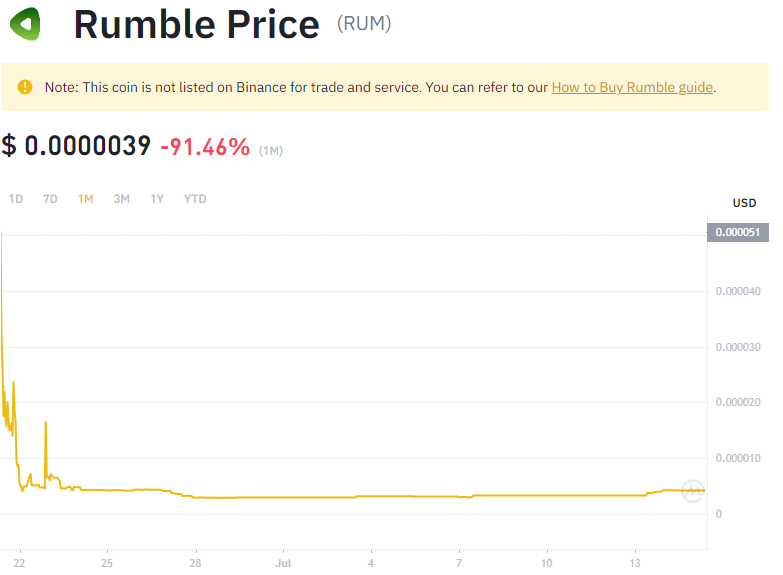 Rumble Price (RUM)
Note: This coin is not listed on Binance for trade and service. You can refer to our How to Buy Rumble guide.
$ 0.0000039 -91.46% (1M)
1D 7D 1M 3M 1Y YTD
USD
0.000051
0.000040
0.000030
0.000020
0.000010
0
22 25 28 Jul 4 7 10 13